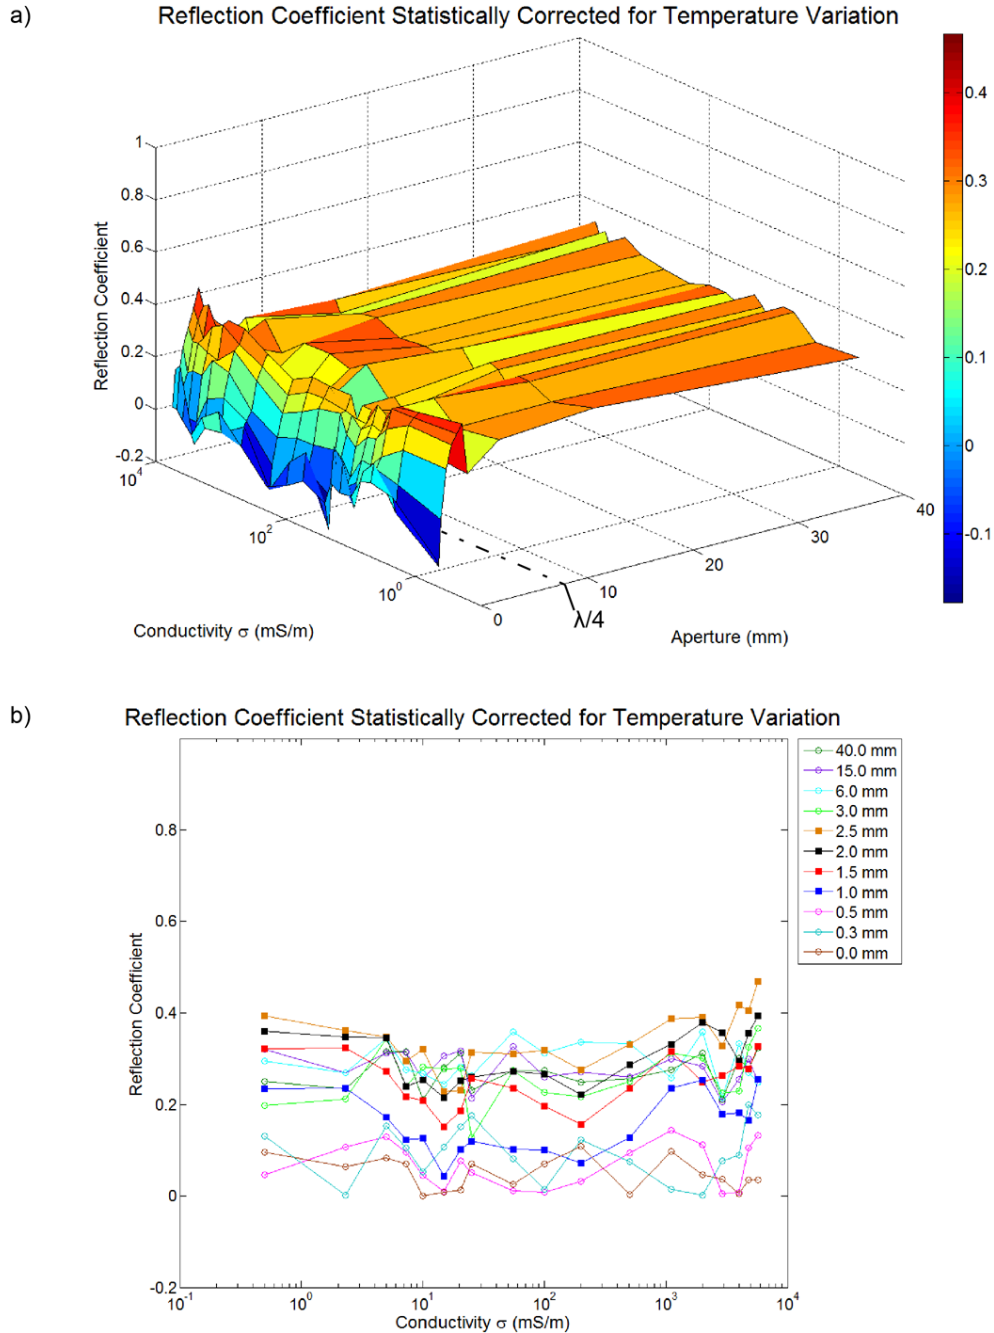 a)
Reflection Coefficient Statistically Corrected for Temperature Variation
Reflection Coefficient
1
0.8
0.6
0.4
0.2
0
-0.2
10^4
10^2
10^0
Conductivity σ (mS/m)
0
10
20
30
40
λ/4
Aperture (mm)
0.4
0.3
0.2
0.1
0
-0.1
b)
Reflection Coefficient Statistically Corrected for Temperature Variation
Reflection Coefficient
0.8
0.6
0.4
0.2
0
-0.2
10^-1
10^0
10^1
10^2
10^3
10^4
Conductivity σ (mS/m)
40.0 mm
15.0 mm
6.0 mm
3.0 mm
2.5 mm
2.0 mm
1.5 mm
1.0 mm
0.5 mm
0.3 mm
0.0 mm